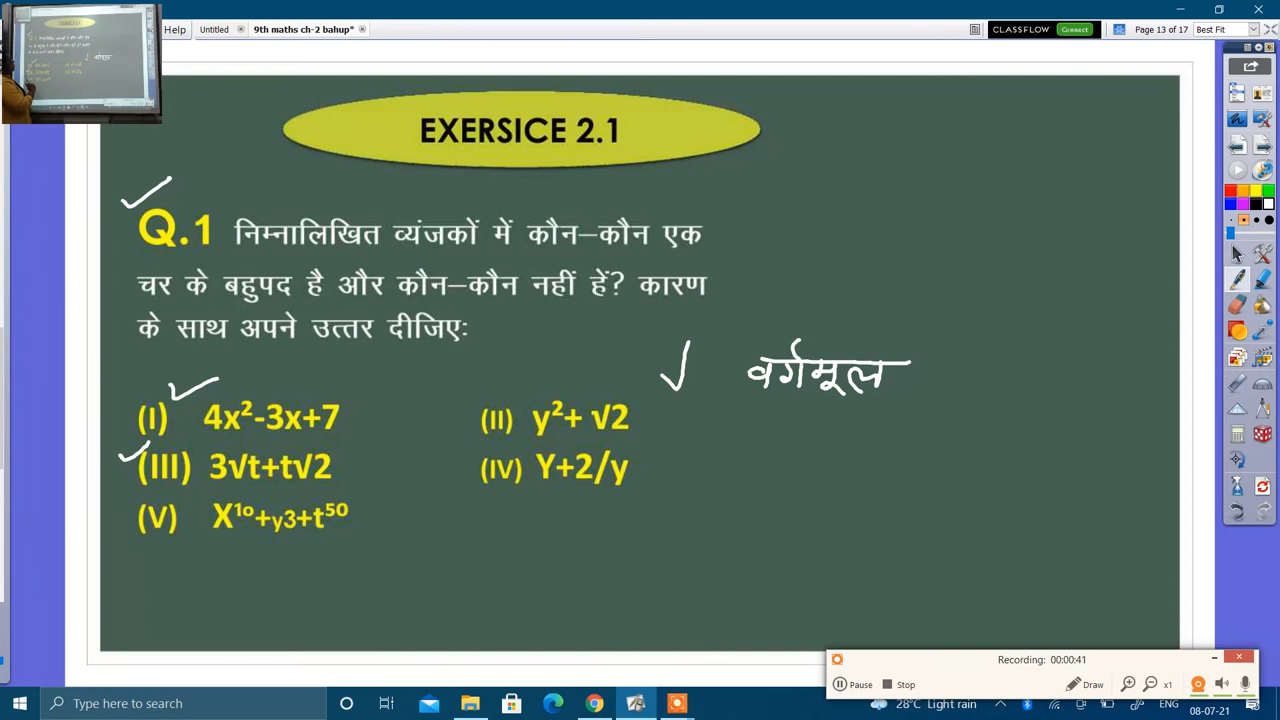 Help
Untitled
9th maths ch-2 bahup*
CLASSFLOW Connect
Page 13 of 17
Best Fit
EXERSICE 2.1
Q.1 निम्नालिखित व्यंजकों में कौन–कौन एक
चर के बहुपद है और कौन–कौन नहीं हें? कारण
के साथ अपने उत्तर दीजिए:
√ वर्गमूल
(I) 4x²-3x+7
(II) y²+ √2
(III) 3√t+t√2
(IV) Y+2/y
(V) X¹⁰+y3+t⁵⁰
Recording: 00:00:41
Pause Stop Draw x1
Type here to search
28°C Light rain
ENG
08-07-21